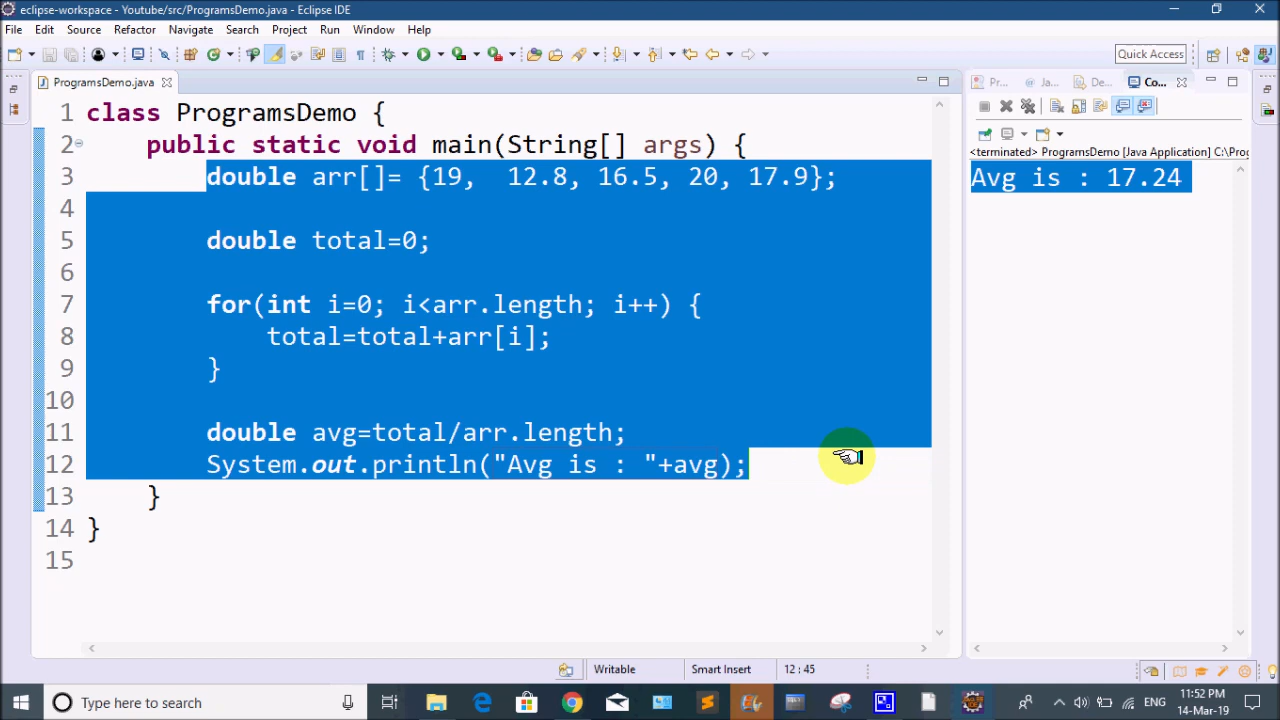 eclipse-workspace - Youtube/src/ProgramsDemo.java - Eclipse IDE
File Edit Source Refactor Navigate Search Project Run Window Help
Quick Access
ProgramsDemo.java
Pr...
Ja...
De...
Co...
1 class ProgramsDemo {
2 public static void main(String[] args) {
3 double arr[]= {19,  12.8, 16.5, 20, 17.9};
4
5 double total=0;
6
7 for(int i=0; i<arr.length; i++) {
8 total=total+arr[i];
9 }
10
11 double avg=total/arr.length;
12 System.out.println("Avg is : "+avg);
13 }
14 }
15
<terminated> ProgramsDemo [Java Application] C:\Prog
Avg is : 17.24
Writable Smart Insert 12 : 45
Type here to search
ENG
11:52 PM
14-Mar-19